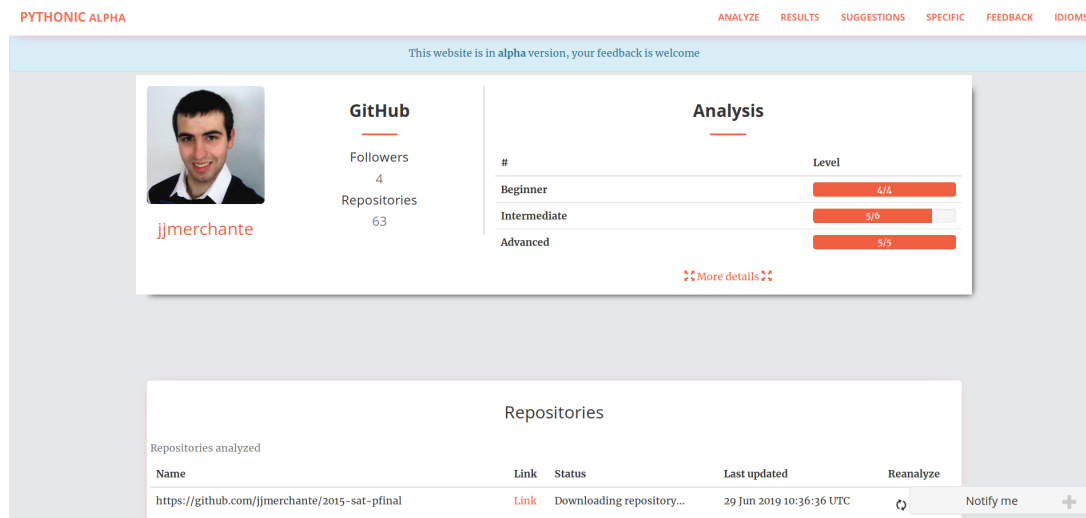 PYTHONIC ALPHA
ANALYZE RESULTS SUGGESTIONS SPECIFIC FEEDBACK IDIOMS
This website is in alpha version, your feedback is welcome
jjmerchante
GitHub
Followers
4
Repositories
63
Analysis
# Level
Beginner 4/4
Intermediate 5/6
Advanced 5/5
More details
Repositories
Repositories analyzed
Name Link Status Last updated Reanalyze
https://github.com/jjmerchante/2015-sat-pfinal Link Downloading repository... 29 Jun 2019 10:36:36 UTC
Notify me